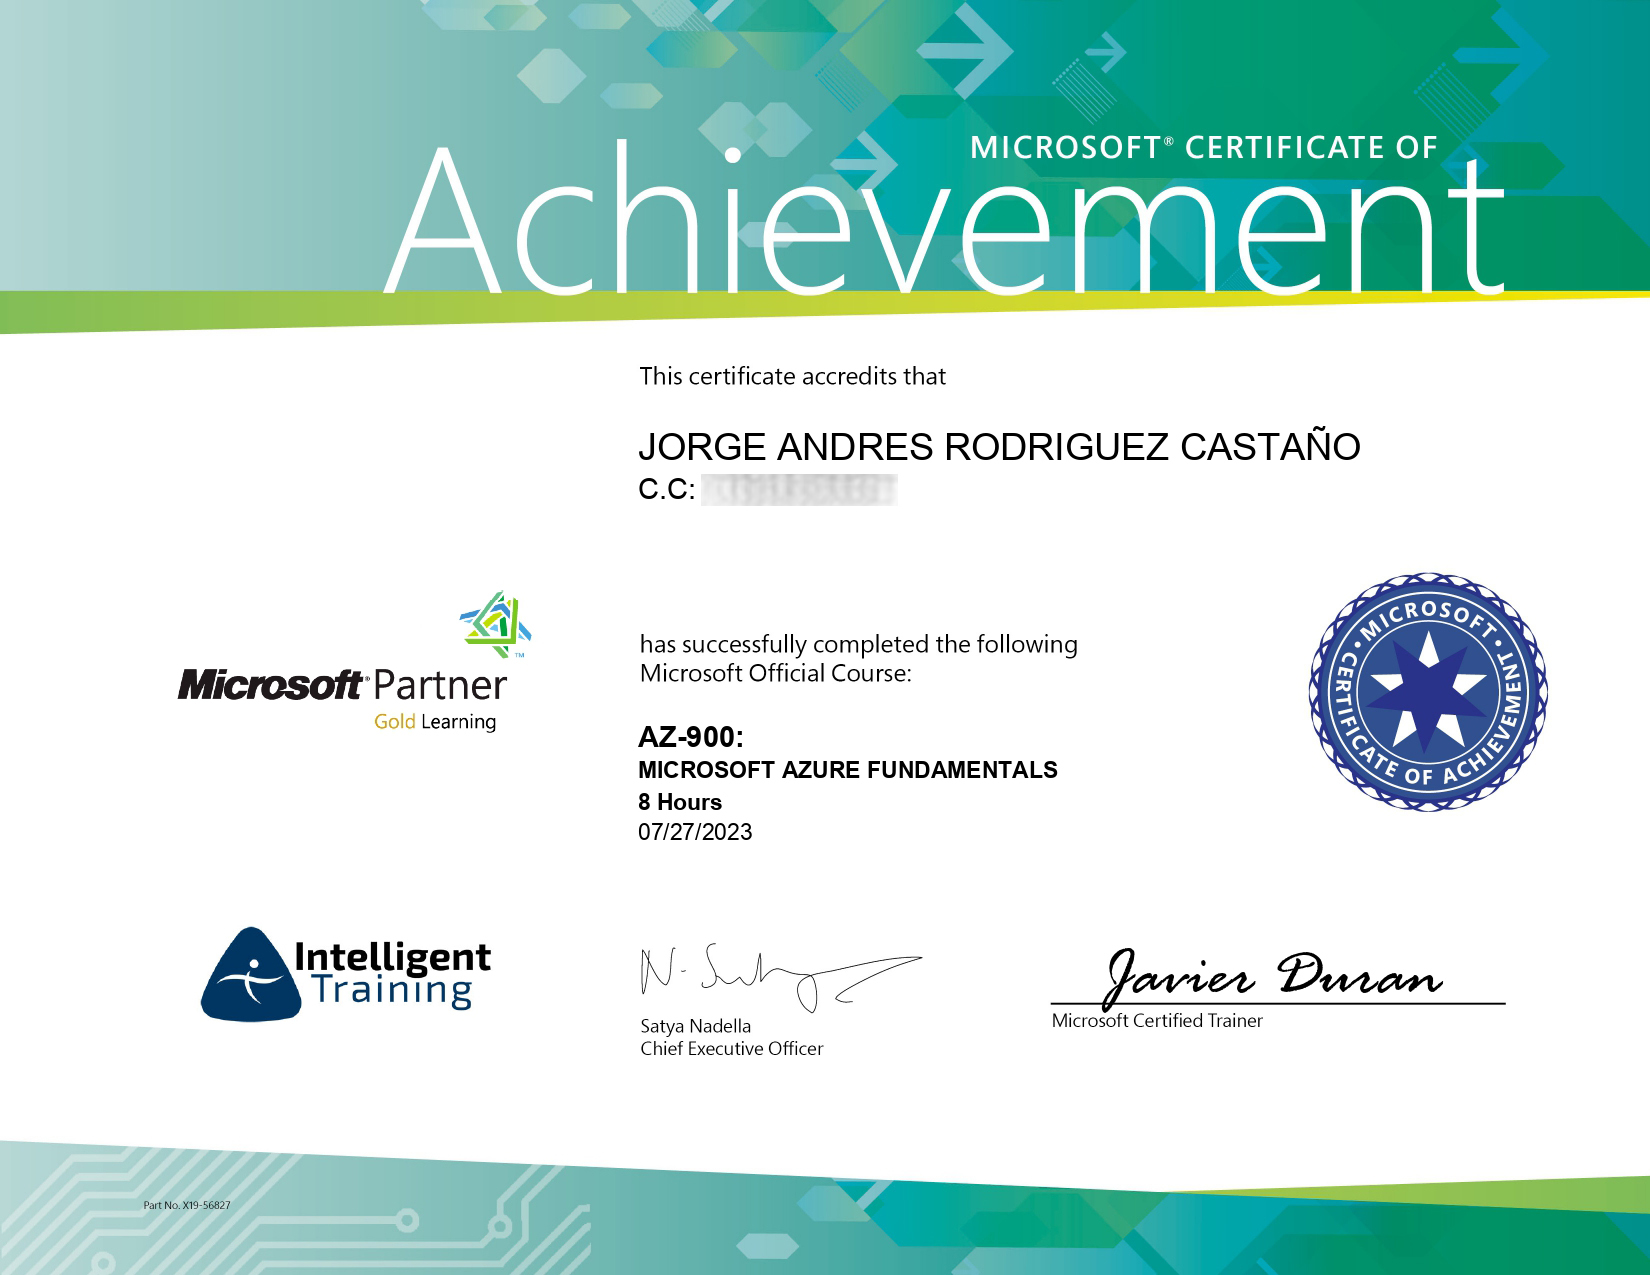 MICROSOFT® CERTIFICATE OF
Achievement
This certificate accredits that
JORGE ANDRES RODRIGUEZ CASTAÑO
C.C:
has successfully completed the following
Microsoft Official Course:
AZ-900:
MICROSOFT AZURE FUNDAMENTALS
8 Hours
07/27/2023
Microsoft® Partner ™
Gold Learning
• MICROSOFT •
CERTIFICATE OF ACHIEVEMENT
Intelligent
Training
N. Satya
Satya Nadella
Chief Executive Officer
Javier Duran
Microsoft Certified Trainer
Part No. X19-56827